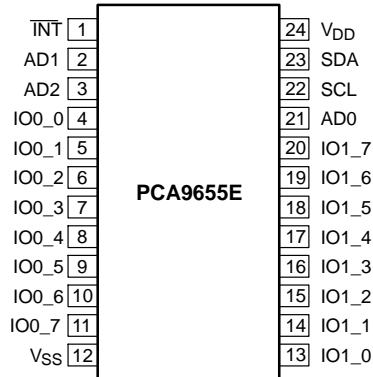 INT 1 24 VDD
AD1 2 23 SDA
AD2 3 22 SCL
IO0_0 4 21 AD0
IO0_1 5 20 IO1_7
IO0_2 6 19 IO1_6
PCA9655E
IO0_3 7 18 IO1_5
IO0_4 8 17 IO1_4
IO0_5 9 16 IO1_3
IO0_6 10 15 IO1_2
IO0_7 11 14 IO1_1
VSS 12 13 IO1_0